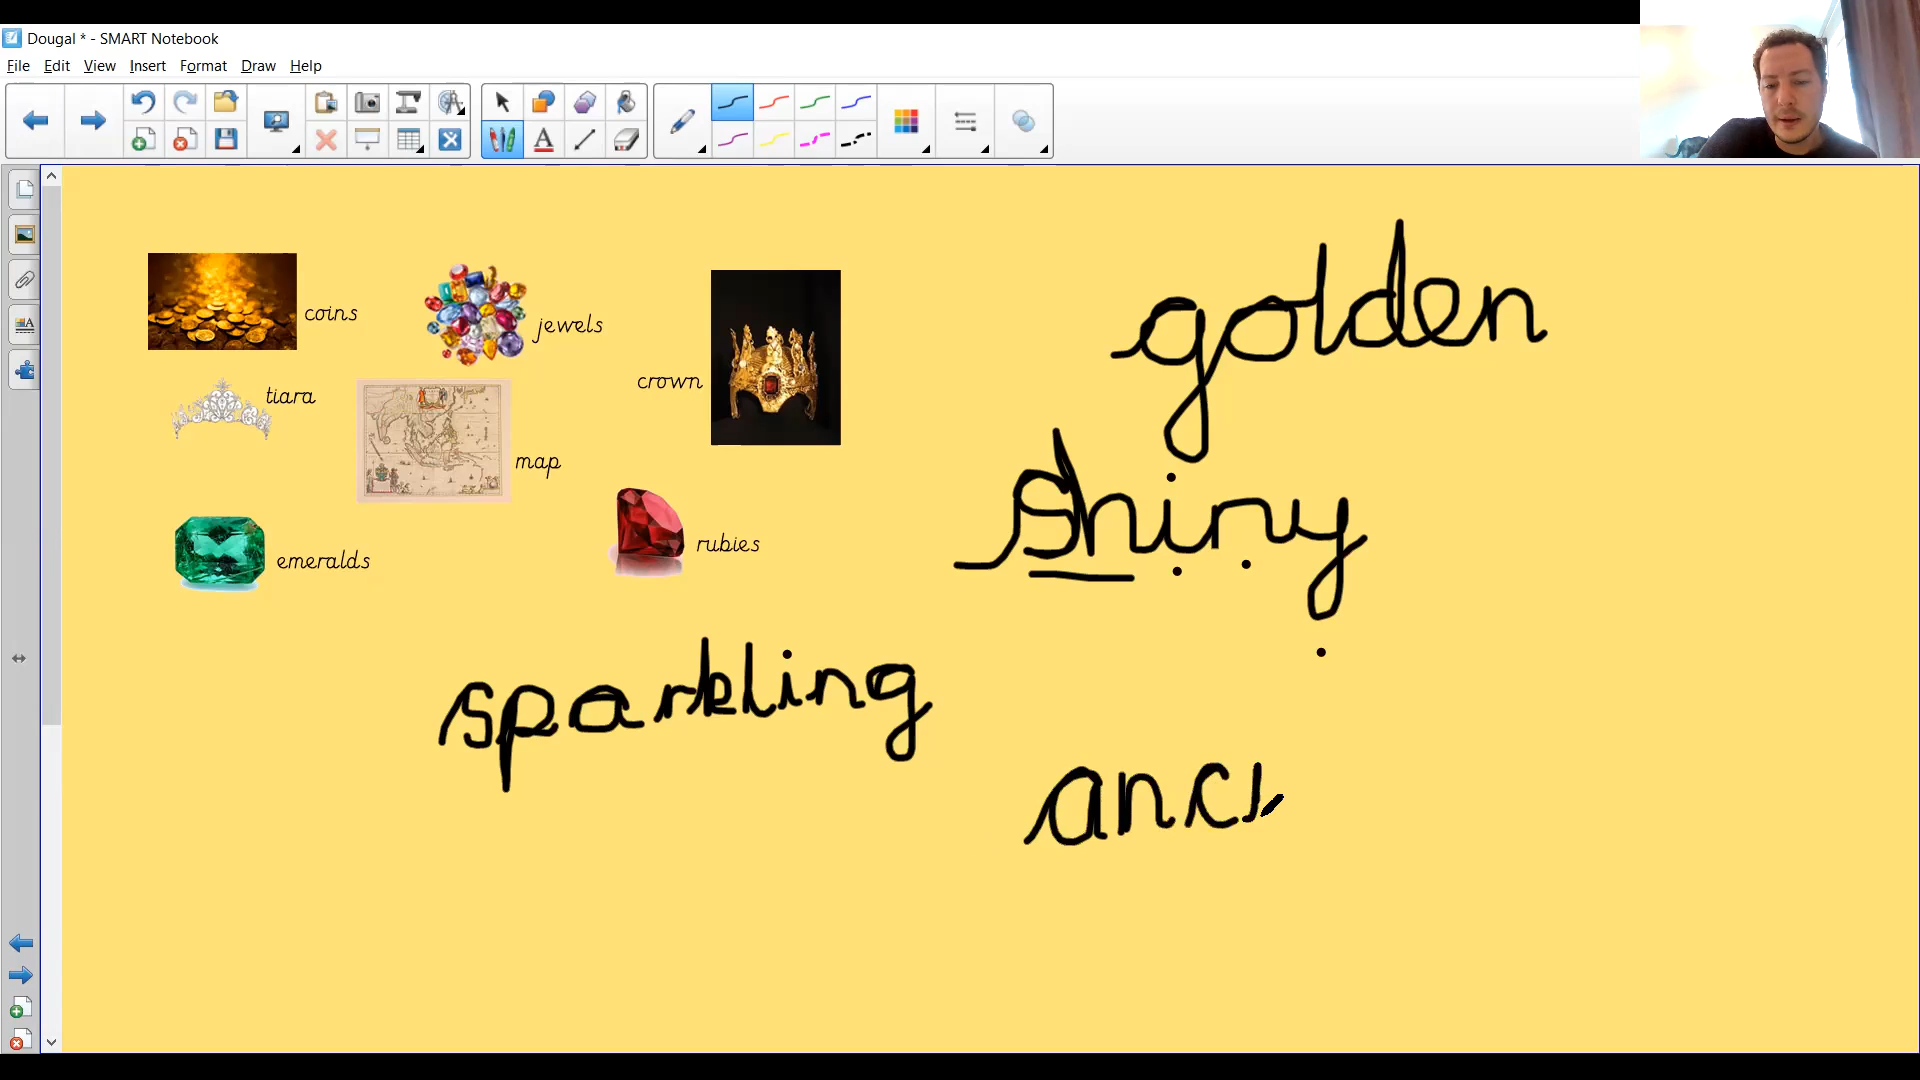 Dougal * - SMART Notebook
File Edit View Insert Format Draw Help
coins
jewels
crown
tiara
map
emeralds
rubies
golden
shiny
sparkling
anci